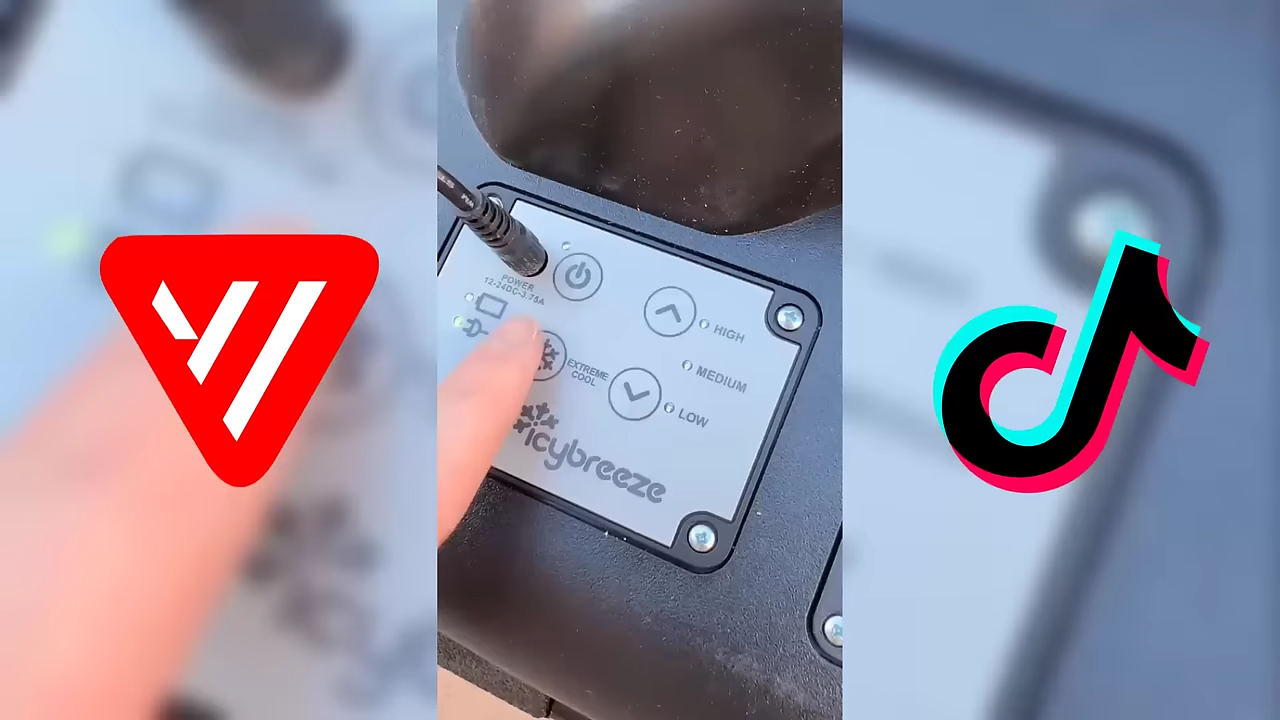 POWER
12-24DC-3.75A
HIGH
MEDIUM
EXTREME
COOL
LOW
icybreeze